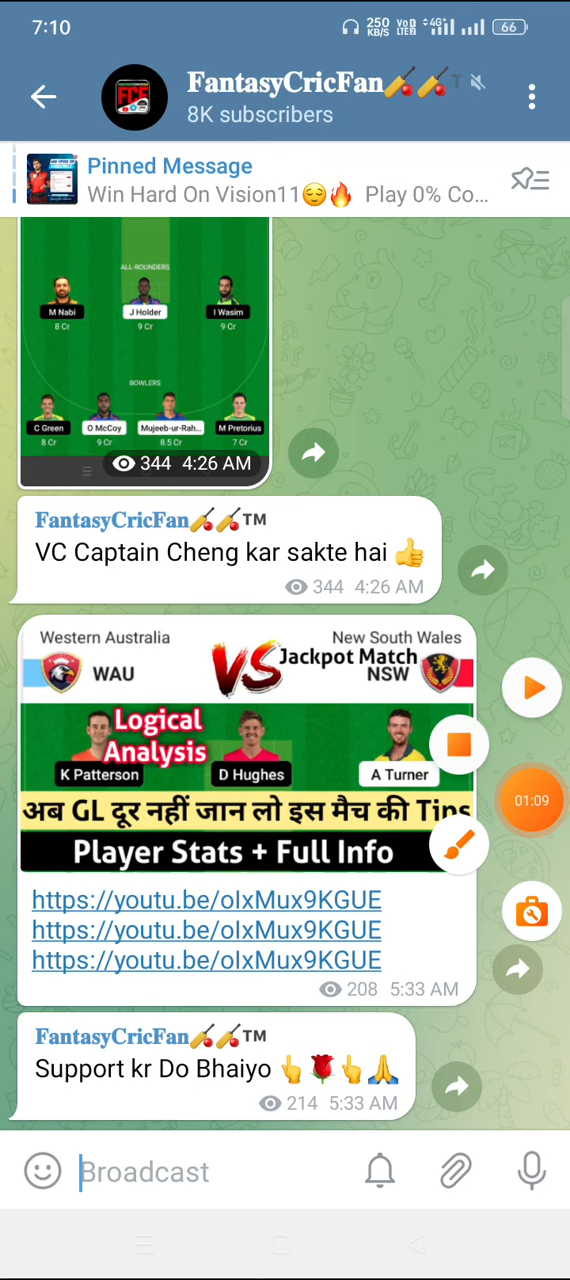 7:10
250 KB/S
4G
66
FantasyCricFan🏏🏏T
8K subscribers
Pinned Message
Win Hard On Vision11😌🔥 Play 0% Co...
ALL-ROUNDERS
M Nabi
J Holder
I Wasim
8 Cr
9 Cr
9 Cr
BOWLERS
C Green
O McCoy
Mujeeb-ur-Rah...
M Pretorius
8 Cr
9 Cr
8.5 Cr
7 Cr
344 4:26 AM
FantasyCricFan🏏🏏™
VC Captain Cheng kar sakte hai 👍
344 4:26 AM
Western Australia
New South Wales
WAU
VS
Jackpot Match
NSW
Logical
Analysis
K Patterson
D Hughes
A Turner
अब GL दूर नहीं जान लो इस मैच की Tips
Player Stats + Full Info
https://youtu.be/oIxMux9KGUE
https://youtu.be/oIxMux9KGUE
https://youtu.be/oIxMux9KGUE
208 5:33 AM
01:09
FantasyCricFan🏏🏏™
Support kr Do Bhaiyo 👆🌹👆🙏
214 5:33 AM
Broadcast